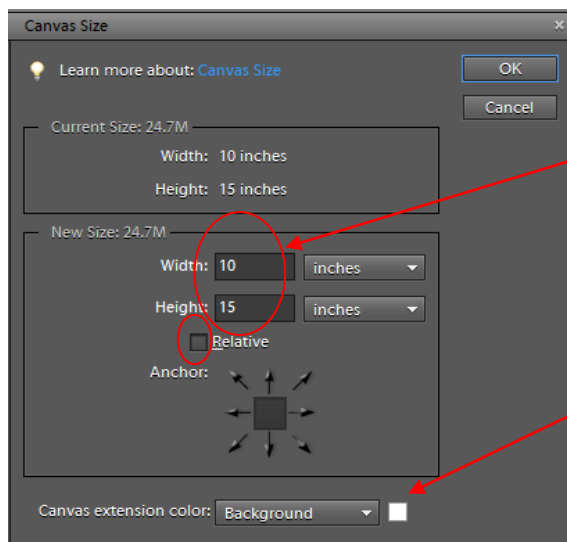 Canvas Size
Learn more about: Canvas Size
OK
Cancel
Current Size: 24.7M
Width: 10 inches
Height: 15 inches
New Size: 24.7M
Width: 10 inches
Height: 15 inches
Relative
Anchor:
Canvas extension color: Background